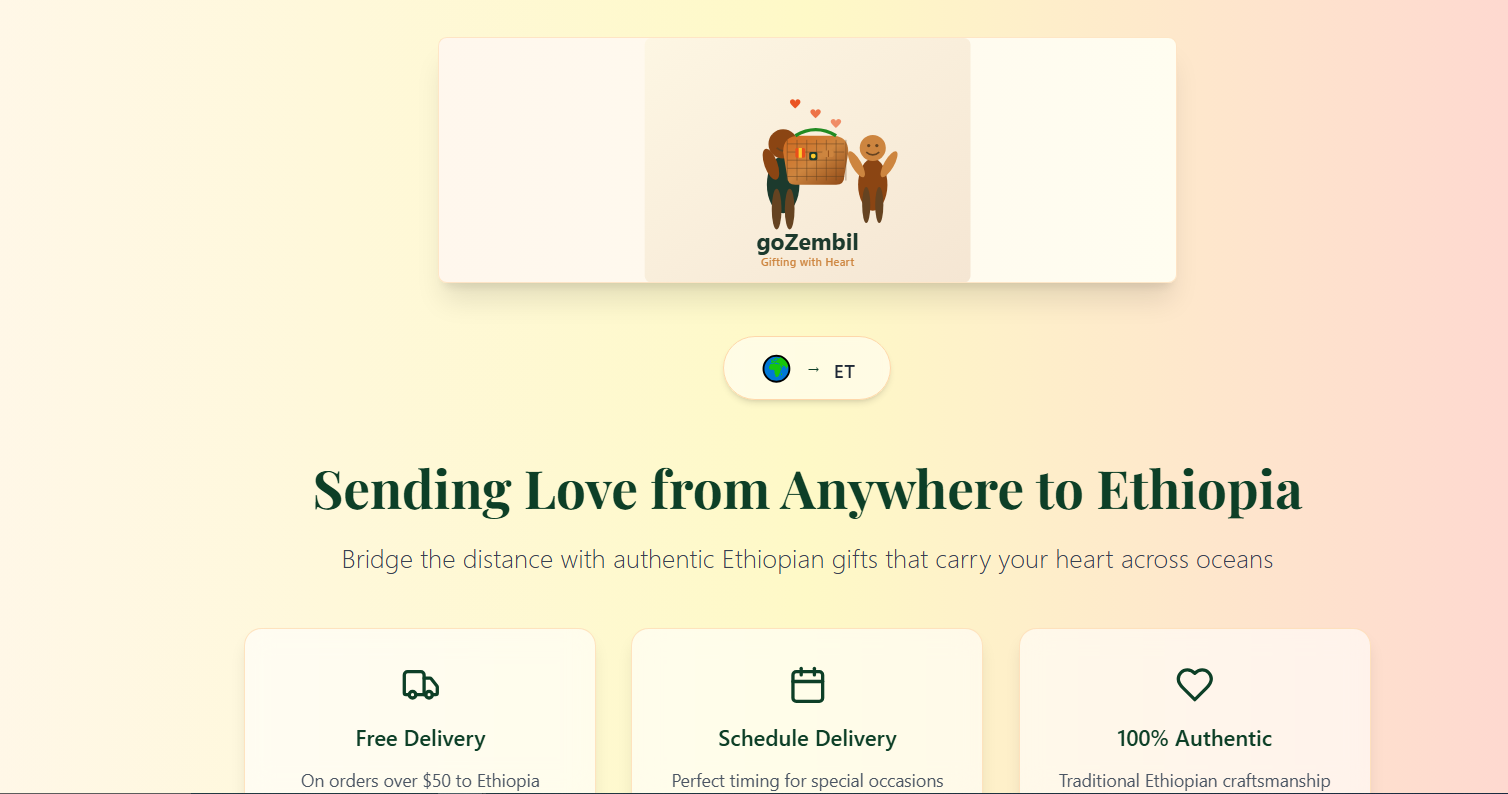 goZembil
Gifting with Heart
→ ET
Sending Love from Anywhere to Ethiopia
Bridge the distance with authentic Ethiopian gifts that carry your heart across oceans
Free Delivery
On orders over $50 to Ethiopia
Schedule Delivery
Perfect timing for special occasions
100% Authentic
Traditional Ethiopian craftsmanship